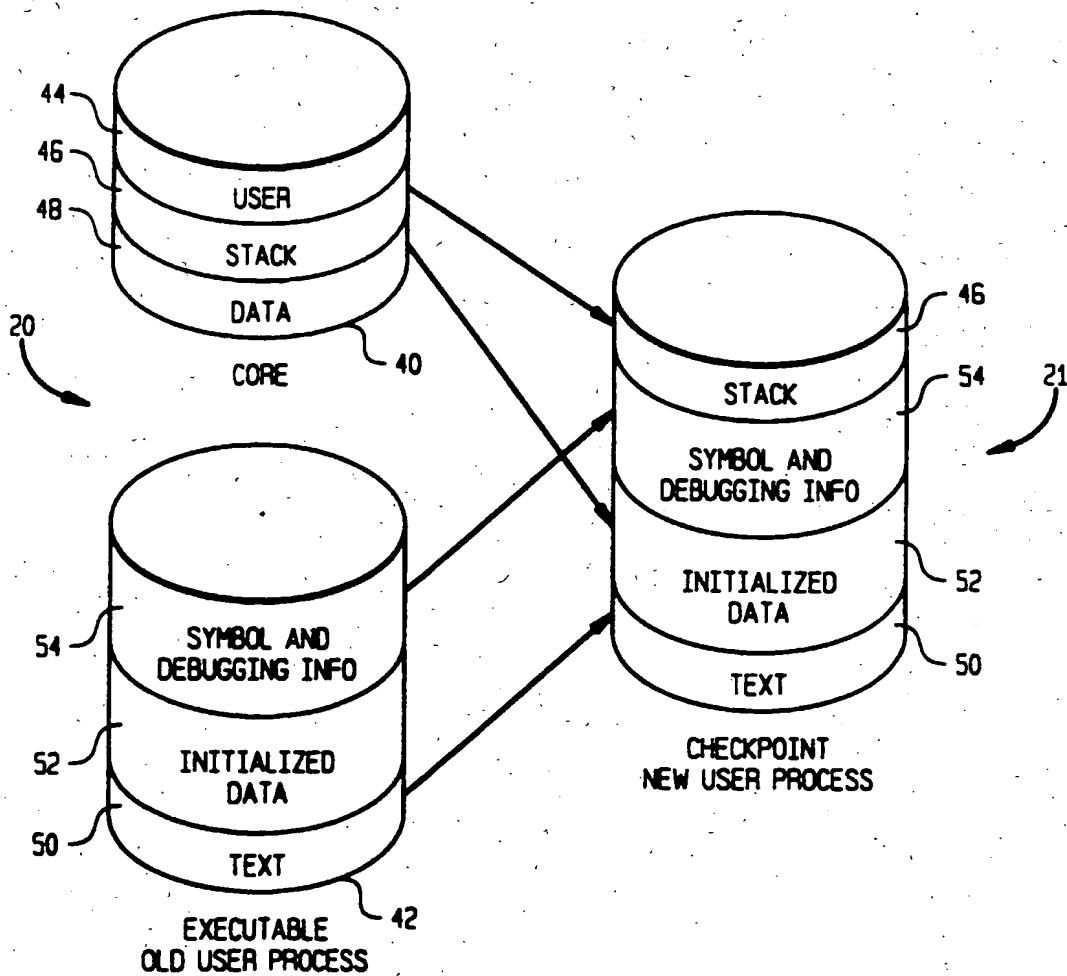 44
46
48
USER
STACK
DATA
40
CORE
20
46
54
21
STACK
SYMBOL AND
DEBUGGING INFO
52
INITIALIZED
DATA
50
TEXT
CHECKPOINT
NEW USER PROCESS
54
SYMBOL AND
DEBUGGING INFO
52
INITIALIZED
DATA
50
TEXT
42
EXECUTABLE
OLD USER PROCESS